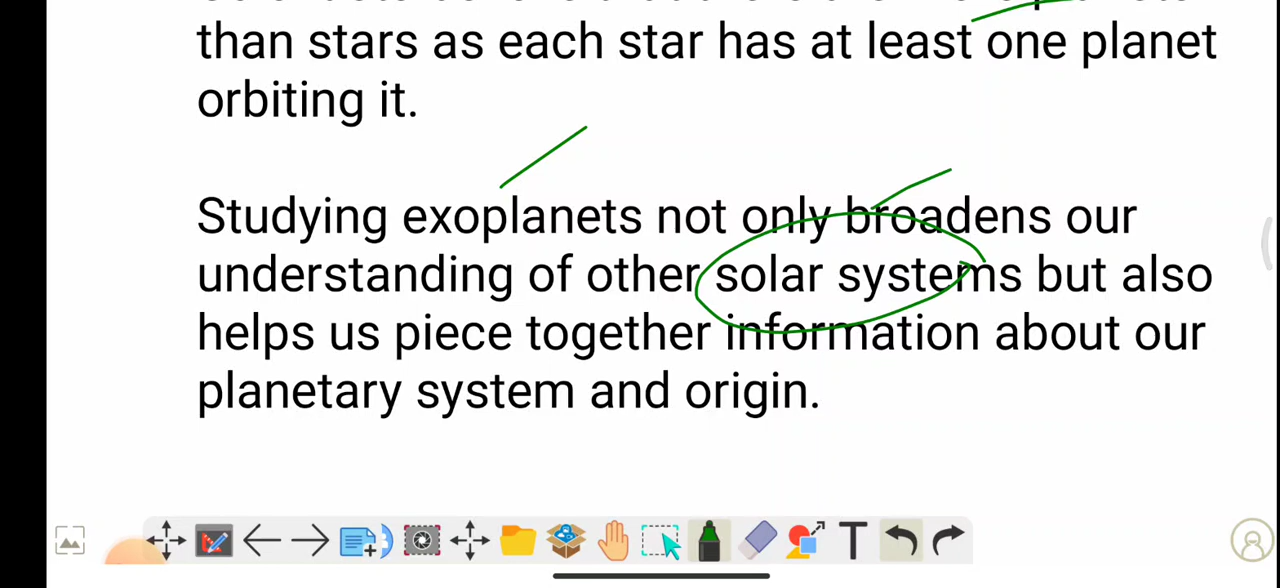 than stars as each star has at least one planet
orbiting it.
Studying exoplanets not only broadens our
understanding of other solar systems but also
helps us piece together information about our
planetary system and origin.
T